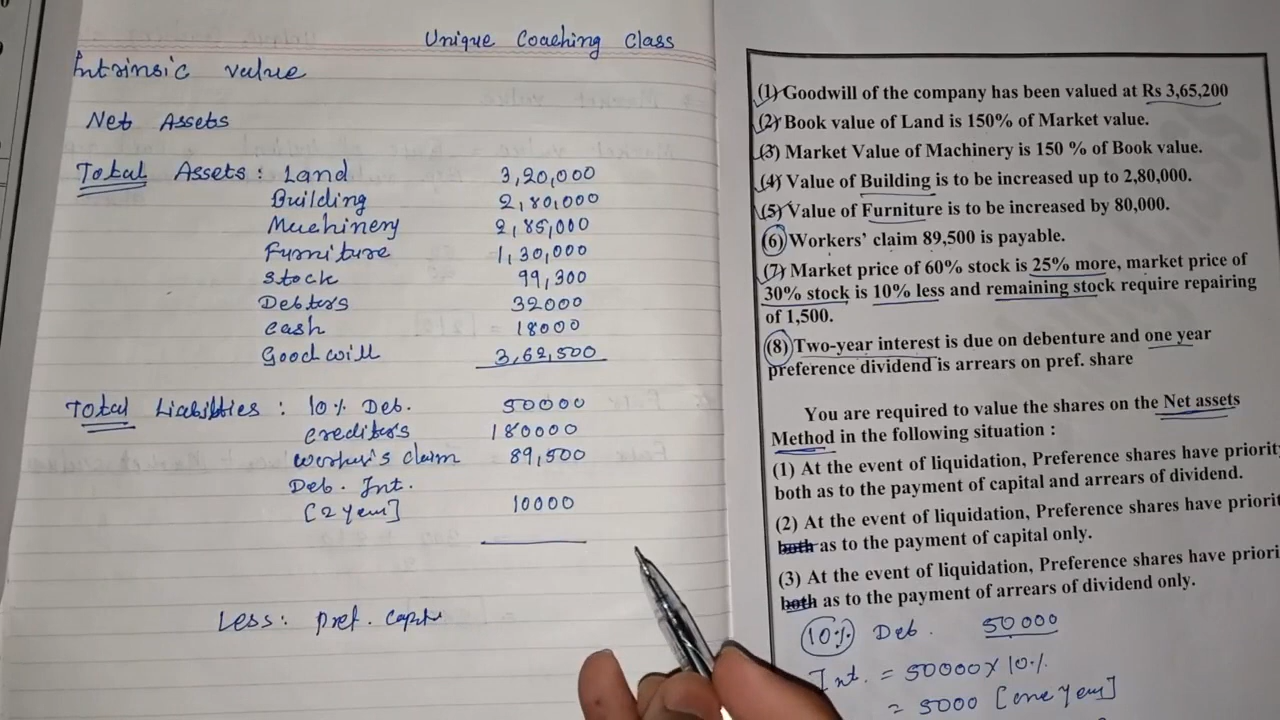 Unique Coaching Class
Intrinsic value
Net Assets
Total Assets : Land 3,20,000
Building 2,80,000
Machinery 2,85,000
Furniture 1,30,000
Stock 99,300
Debtors 32000
Cash 18000
Goodwill 3,62,500
Total Liabilties : 10% Deb. 50000
Creditors 180000
Worker's claim 89,500
Deb. Int.
[2 year] 10000
Less: Pref. Capit
(1) Goodwill of the company has been valued at Rs 3,65,200
(2) Book value of Land is 150% of Market value.
(3) Market Value of Machinery is 150 % of Book value.
(4) Value of Building is to be increased up to 2,80,000.
(5) Value of Furniture is to be increased by 80,000.
(6) Workers' claim 89,500 is payable.
(7) Market price of 60% stock is 25% more, market price of
30% stock is 10% less and remaining stock require repairing
of 1,500.
(8) Two-year interest is due on debenture and one year
preference dividend is arrears on pref. share
You are required to value the shares on the Net assets
Method in the following situation :
(1) At the event of liquidation, Preference shares have priorit
both as to the payment of capital and arrears of dividend.
(2) At the event of liquidation, Preference shares have priorit
both as to the payment of capital only.
(3) At the event of liquidation, Preference shares have priori
both as to the payment of arrears of dividend only.
10% Deb. 50000
Int. = 50000 X 10%
= 5000 [one year]